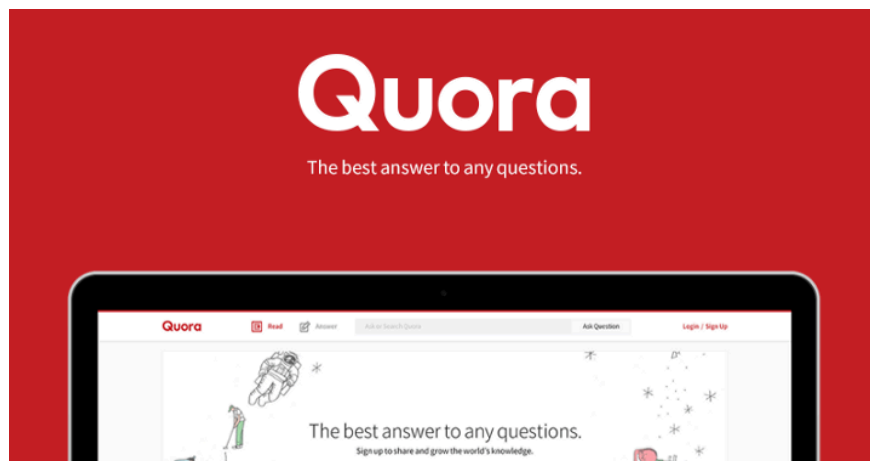 Quora
The best answer to any questions.
Quora Read Answer Ask or Search Quora Ask Question Login / Sign Up
The best answer to any questions.
Sign up to share and grow the world's knowledge.